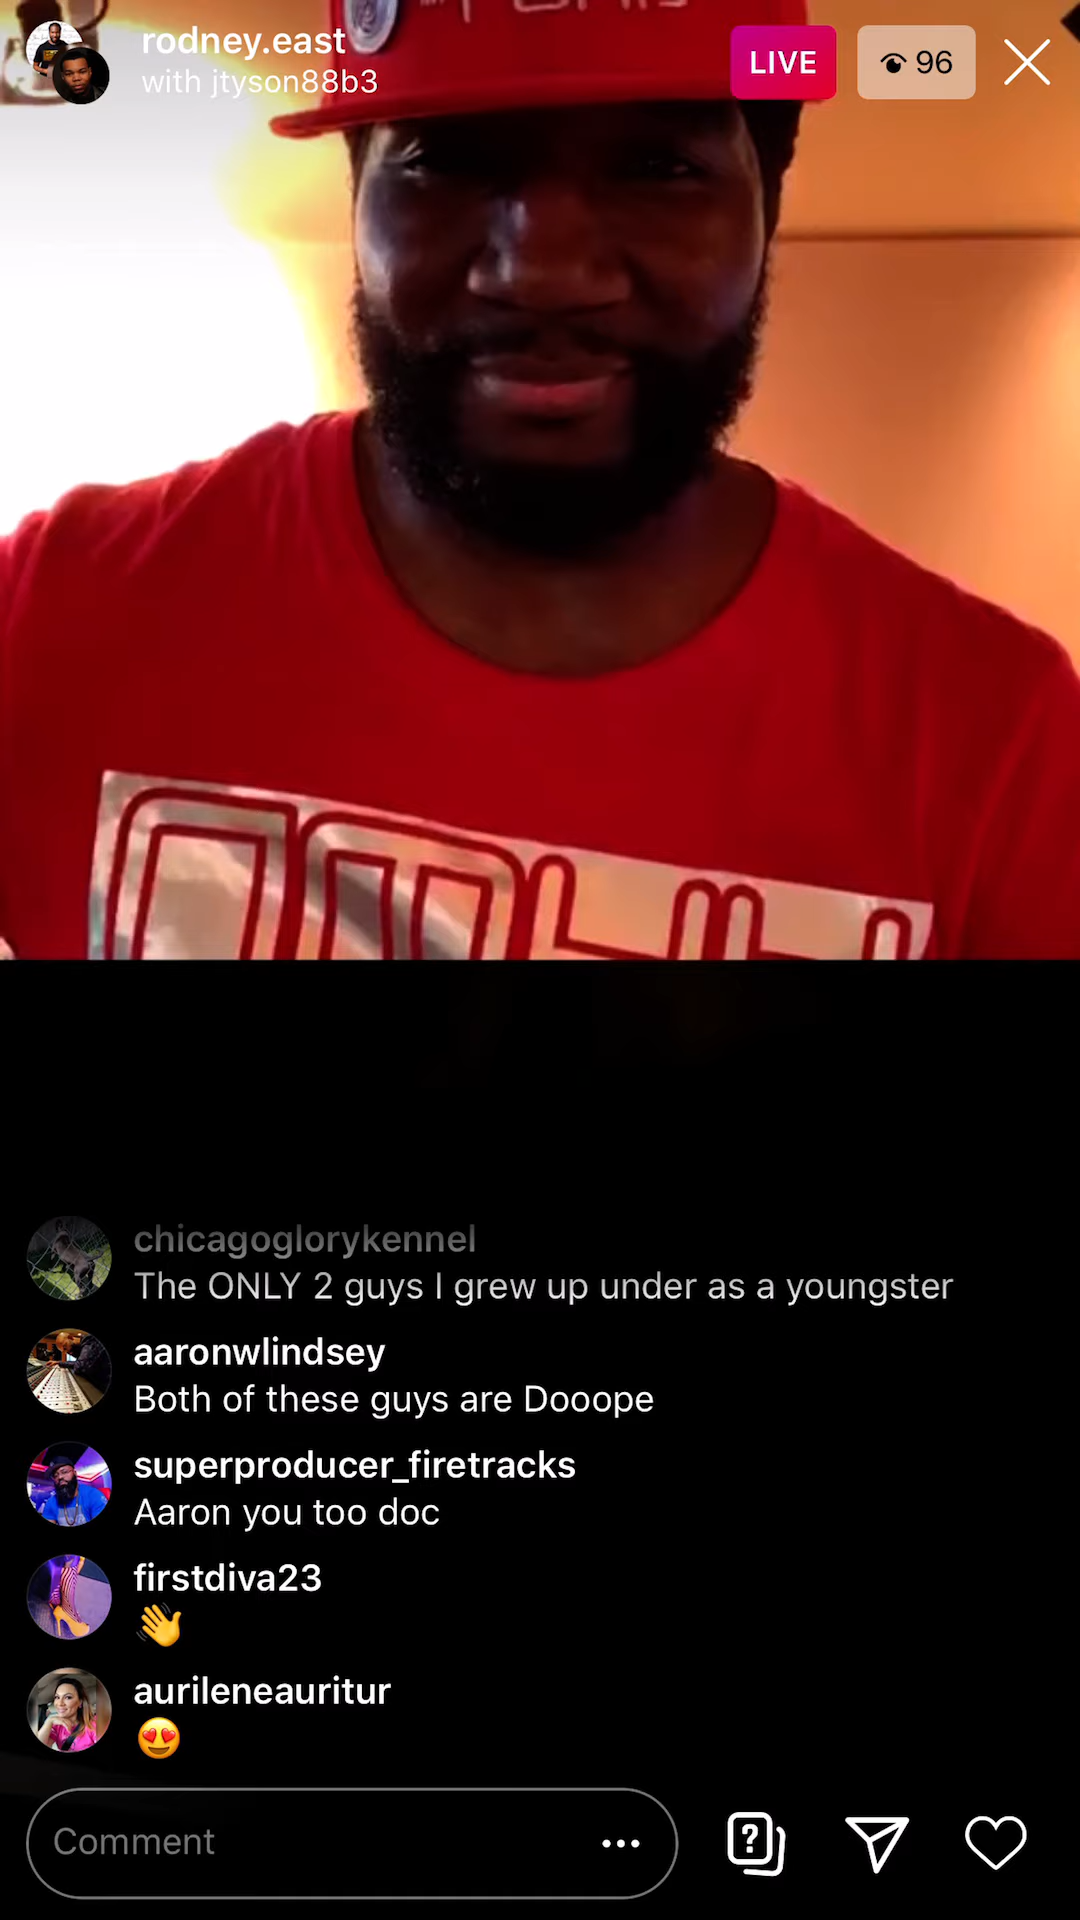 rodney.east
with jtyson88b3
LIVE
96
chicagoglorykennel
The ONLY 2 guys I grew up under as a youngster
aaronwlindsey
Both of these guys are Dooope
superproducer_firetracks
Aaron you too doc
firstdiva23
👋
aurileneauritur
😍
Comment